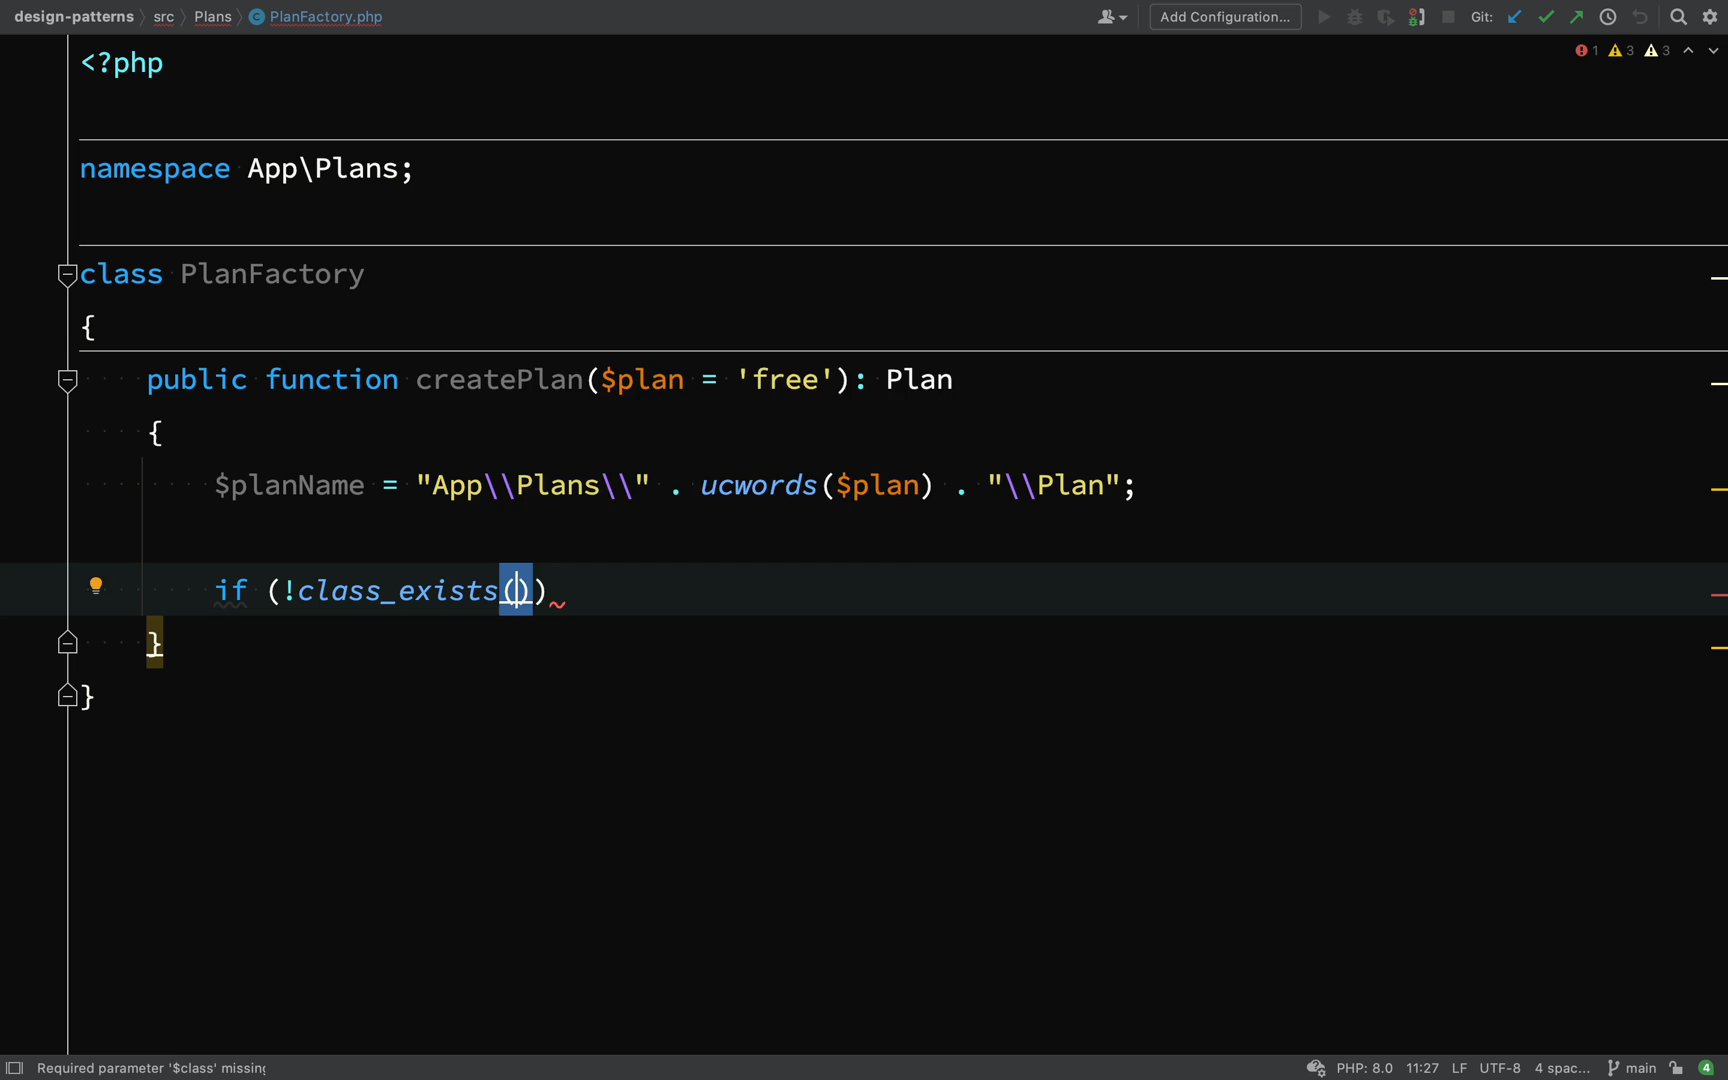 design-patterns src Plans PlanFactory.php Add Configuration... Git:
1 3 3
<?php
namespace App\Plans;
class PlanFactory
{
public function createPlan($plan = 'free'): Plan
{
$planName = "App\\Plans\\" . ucwords($plan) . "\\Plan";
if (!class_exists())
}
}
Required parameter '$class' missing PHP: 8.0 11:27 LF UTF-8 4 spac... main 4